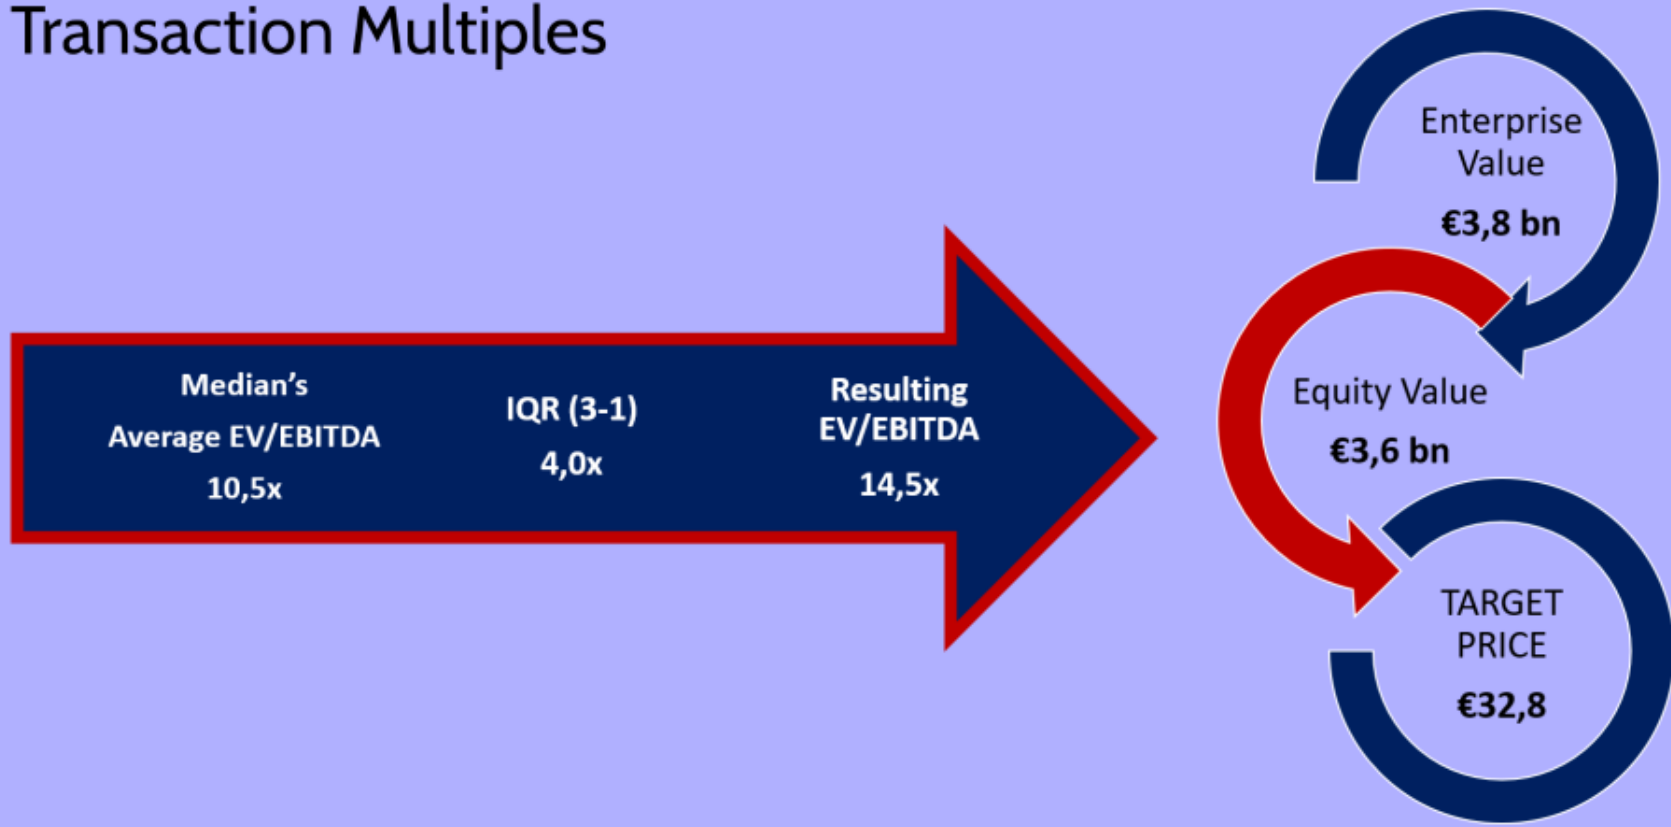 Transaction Multiples
Median's
Average EV/EBITDA
10,5x
IQR (3-1)
4,0x
Resulting
EV/EBITDA
14,5x
Enterprise
Value
€3,8 bn
Equity Value
€3,6 bn
TARGET
PRICE
€32,8